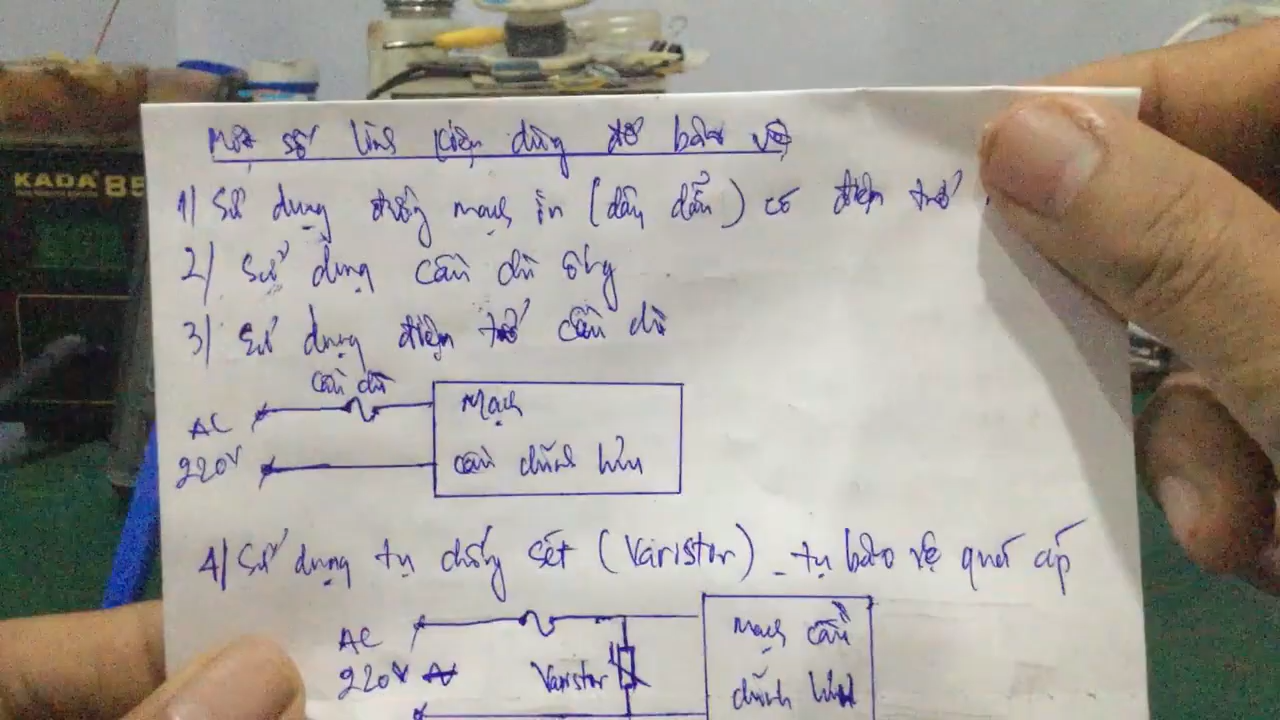 Một số linh kiện dùng để bảo vệ
KADA 85
1/ Sử dụng đường mạch in (dây dẫn) có điện trở
2/ Sử dụng cầu chì ống
3/ Sử dụng điện trở cầu chì
cầu chì
AC
220V
Mạch
cầu chỉnh lưu
4/ Sử dụng tụ chống sét (Varistor) - tụ bảo vệ quá áp
AC
220V
Varistor
Mạch cầu
chỉnh lưu